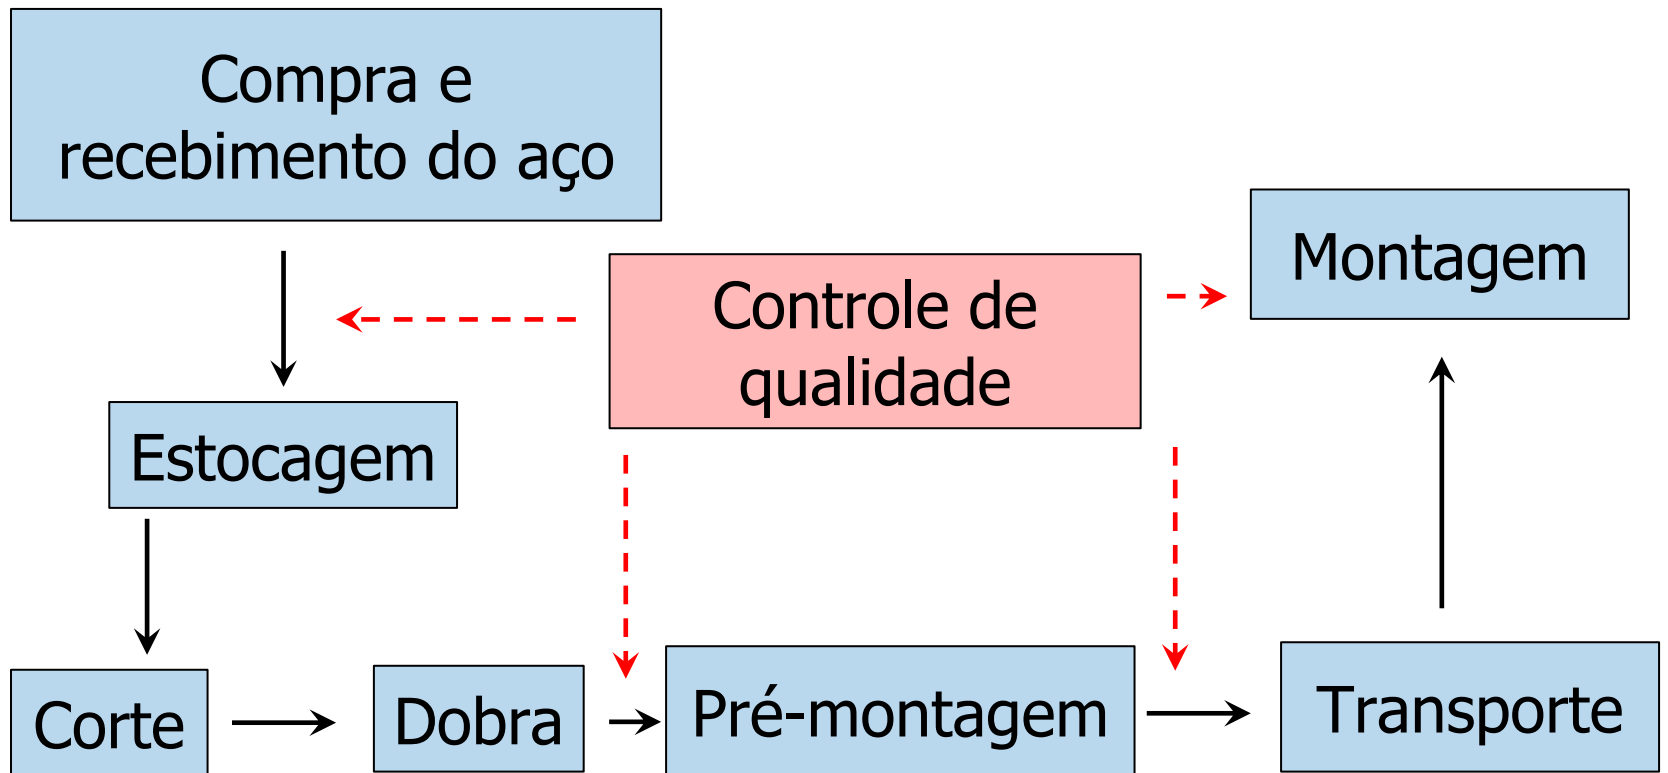 Compra e
recebimento do aço
Montagem
Controle de
qualidade
Estocagem
Corte
Dobra
Pré-montagem
Transporte